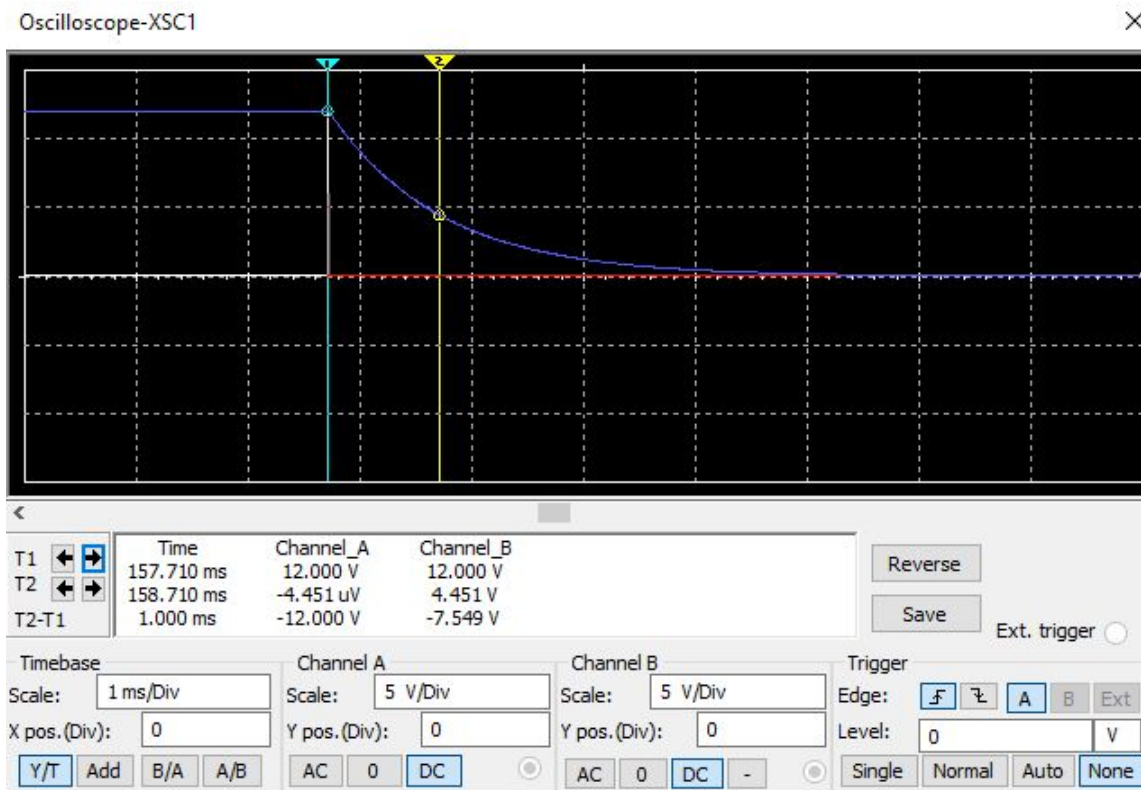 Oscilloscope-XSC1
1 2
Time Channel_A Channel_B
T1 157.710 ms 12.000 V 12.000 V
T2 158.710 ms -4.451 uV 4.451 V
T2-T1 1.000 ms -12.000 V -7.549 V
Reverse
Save
Ext. trigger
Timebase
Scale: 1 ms/Div
X pos.(Div): 0
Y/T Add B/A A/B
Channel A
Scale: 5 V/Div
Y pos.(Div): 0
AC 0 DC
Channel B
Scale: 5 V/Div
Y pos.(Div): 0
AC 0 DC -
Trigger
Edge: A B Ext
Level: 0 V
Single Normal Auto None